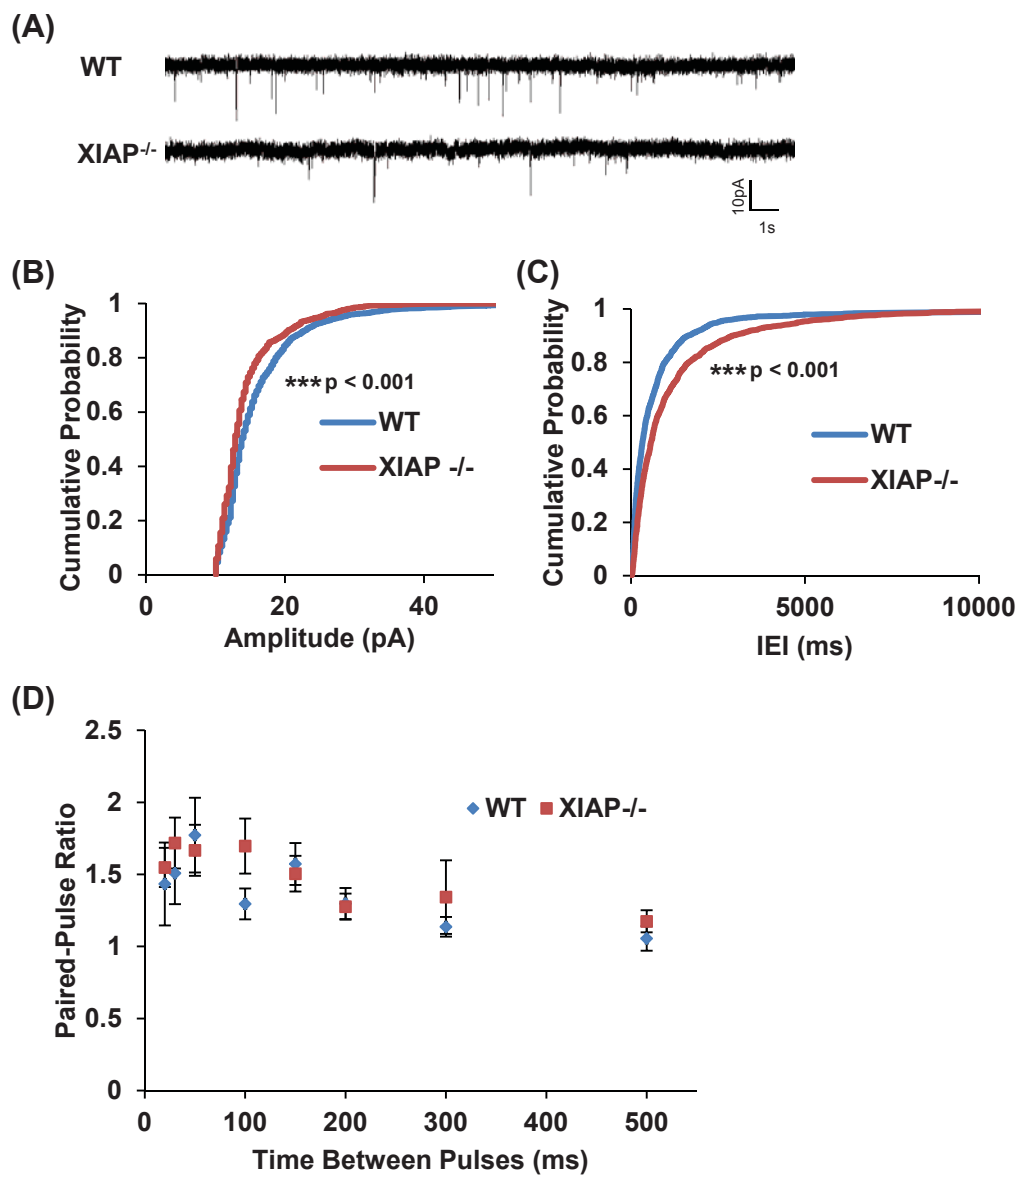 (A)
WT
XIAP-/-
10pA
1s
(B)
Cumulative Probability
1
0.8
0.6
0.4
0.2
0
0
20
40
Amplitude (pA)
***p < 0.001
WT
XIAP -/-
(C)
Cumulative Probability
1
0.8
0.6
0.4
0.2
0
0
5000
10000
IEI (ms)
***p < 0.001
WT
XIAP-/-
(D)
Paired-Pulse Ratio
2.5
2
1.5
1
0.5
0
WT XIAP-/-
0 100 200 300 400 500
Time Between Pulses (ms)